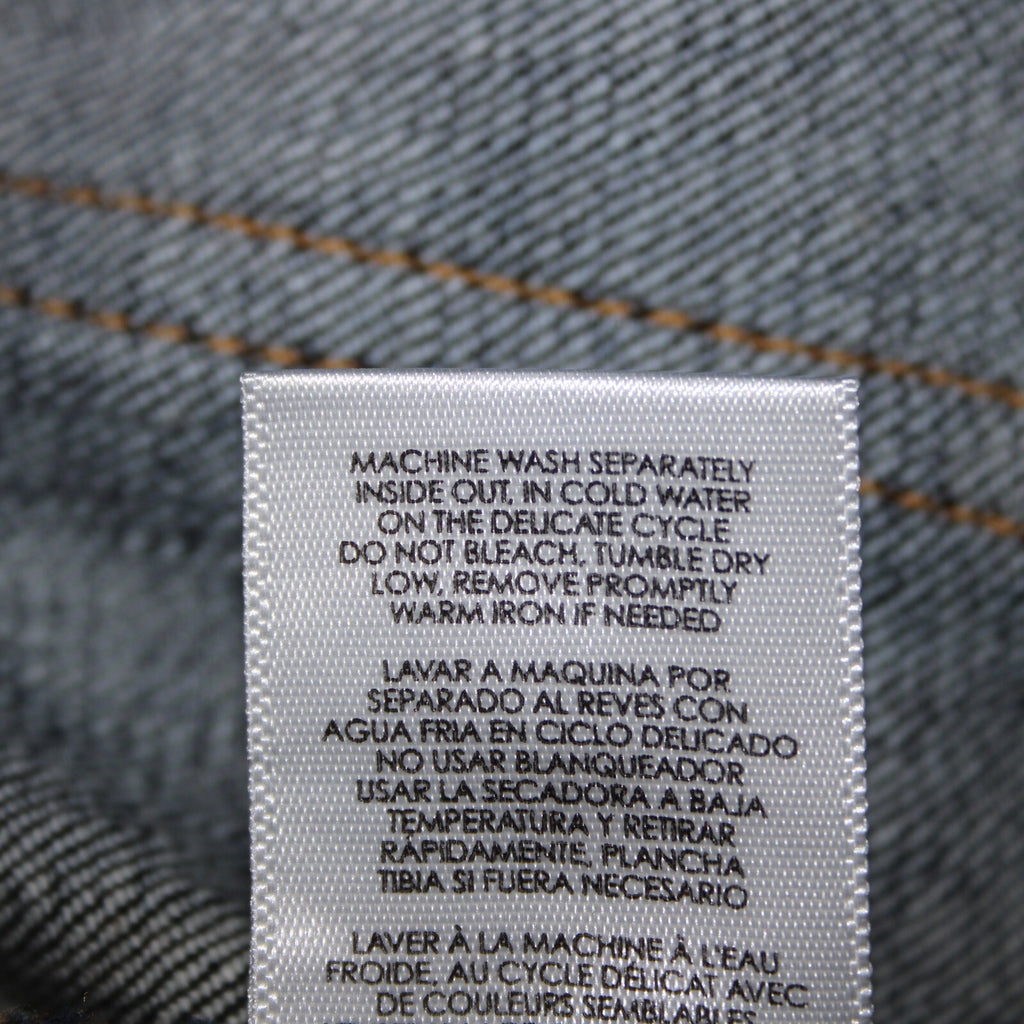 MACHINE WASH SEPARATELY
INSIDE OUT, IN COLD WATER
ON THE DELICATE CYCLE
DO NOT BLEACH, TUMBLE DRY
LOW, REMOVE PROMPTLY
WARM IRON IF NEEDED
LAVAR A MAQUINA POR
SEPARADO AL REVES CON
AGUA FRIA EN CICLO DELICADO
NO USAR BLANQUEADOR
USAR LA SECADORA A BAJA
TEMPERATURA Y RETIRAR
RAPIDAMENTE, PLANCHA
TIBIA SI FUERA NECESARIO
LAVER À LA MACHINE À L'EAU
FROIDE, AU CYCLE DÉLICAT AVEC
DE COULEURS SEMBLABLES